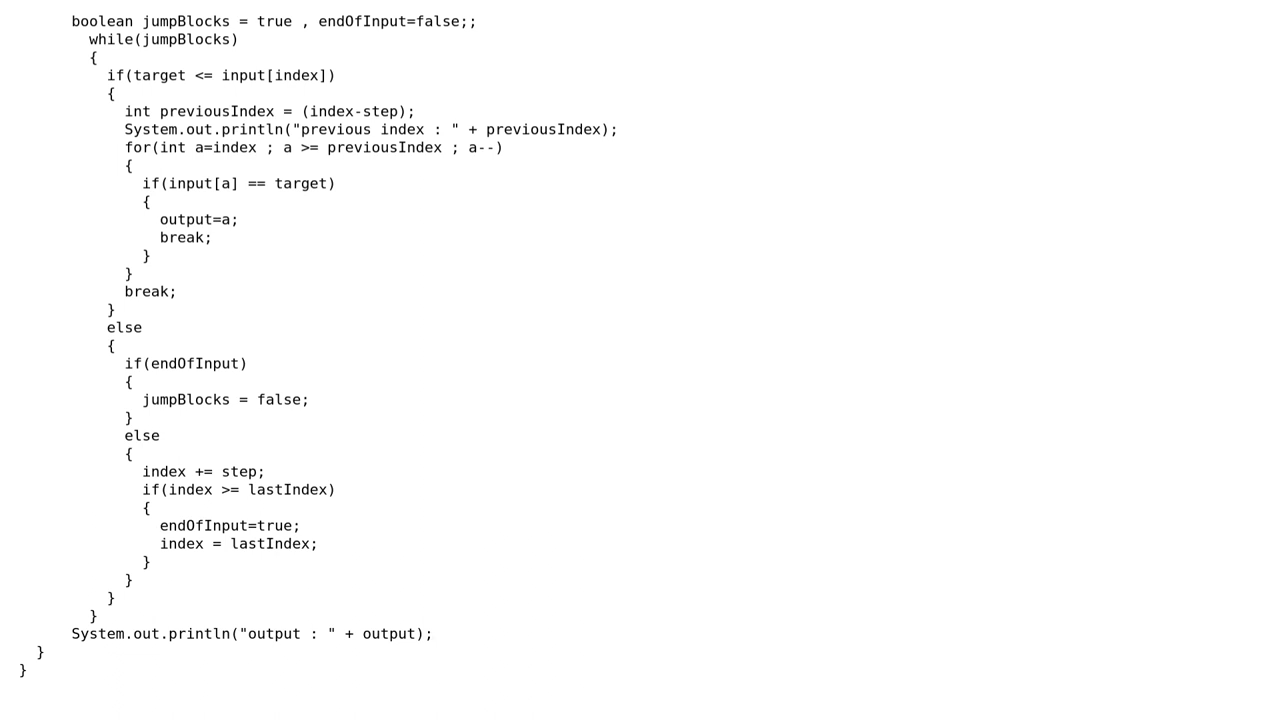 boolean jumpBlocks = true , endOfInput=false;;
while(jumpBlocks)
{
if(target <= input[index])
{
int previousIndex = (index-step);
System.out.println("previous index : " + previousIndex);
for(int a=index ; a >= previousIndex ; a--)
{
if(input[a] == target)
{
output=a;
break;
}
}
break;
}
else
{
if(endOfInput)
{
jumpBlocks = false;
}
else
{
index += step;
if(index >= lastIndex)
{
endOfInput=true;
index = lastIndex;
}
}
}
}
System.out.println("output : " + output);
}
}